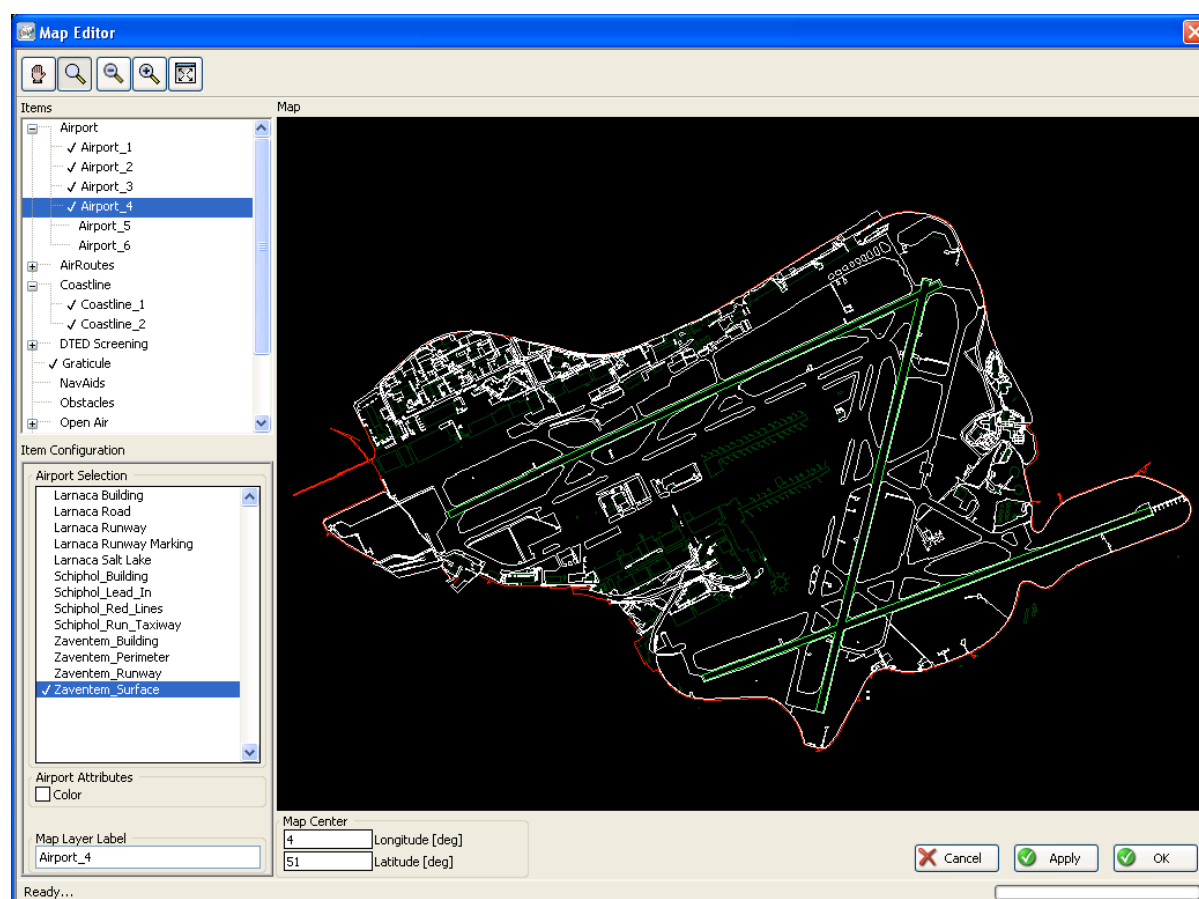 Map Editor
Items
Map
Airport
Airport_1
Airport_2
Airport_3
Airport_4
Airport_5
Airport_6
AirRoutes
Coastline
Coastline_1
Coastline_2
DTED Screening
Graticule
NavAids
Obstacles
Open Air
Item Configuration
Airport Selection
Larnaca Building
Larnaca Road
Larnaca Runway
Larnaca Runway Marking
Larnaca Salt Lake
Schiphol_Building
Schiphol_Lead_In
Schiphol_Red_Lines
Schiphol_Run_Taxiway
Zaventem_Building
Zaventem_Perimeter
Zaventem_Runway
Zaventem_Surface
Airport Attributes
Color
Map Layer Label
Airport_4
Map Center
4 Longitude [deg]
51 Latitude [deg]
Cancel Apply OK
Ready...